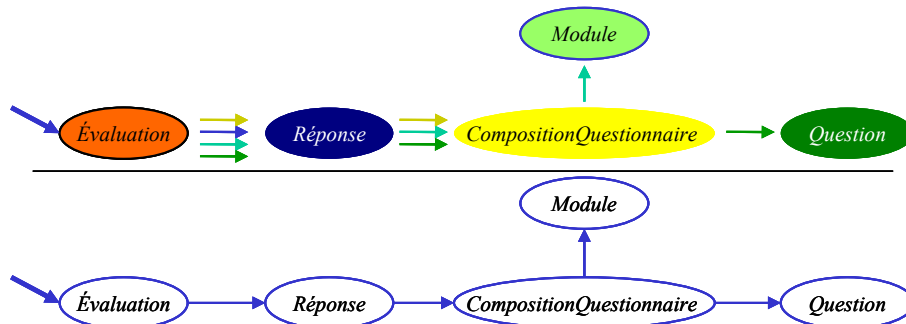 Module
Évaluation Réponse CompositionQuestionnaire Question
Module
Évaluation Réponse CompositionQuestionnaire Question